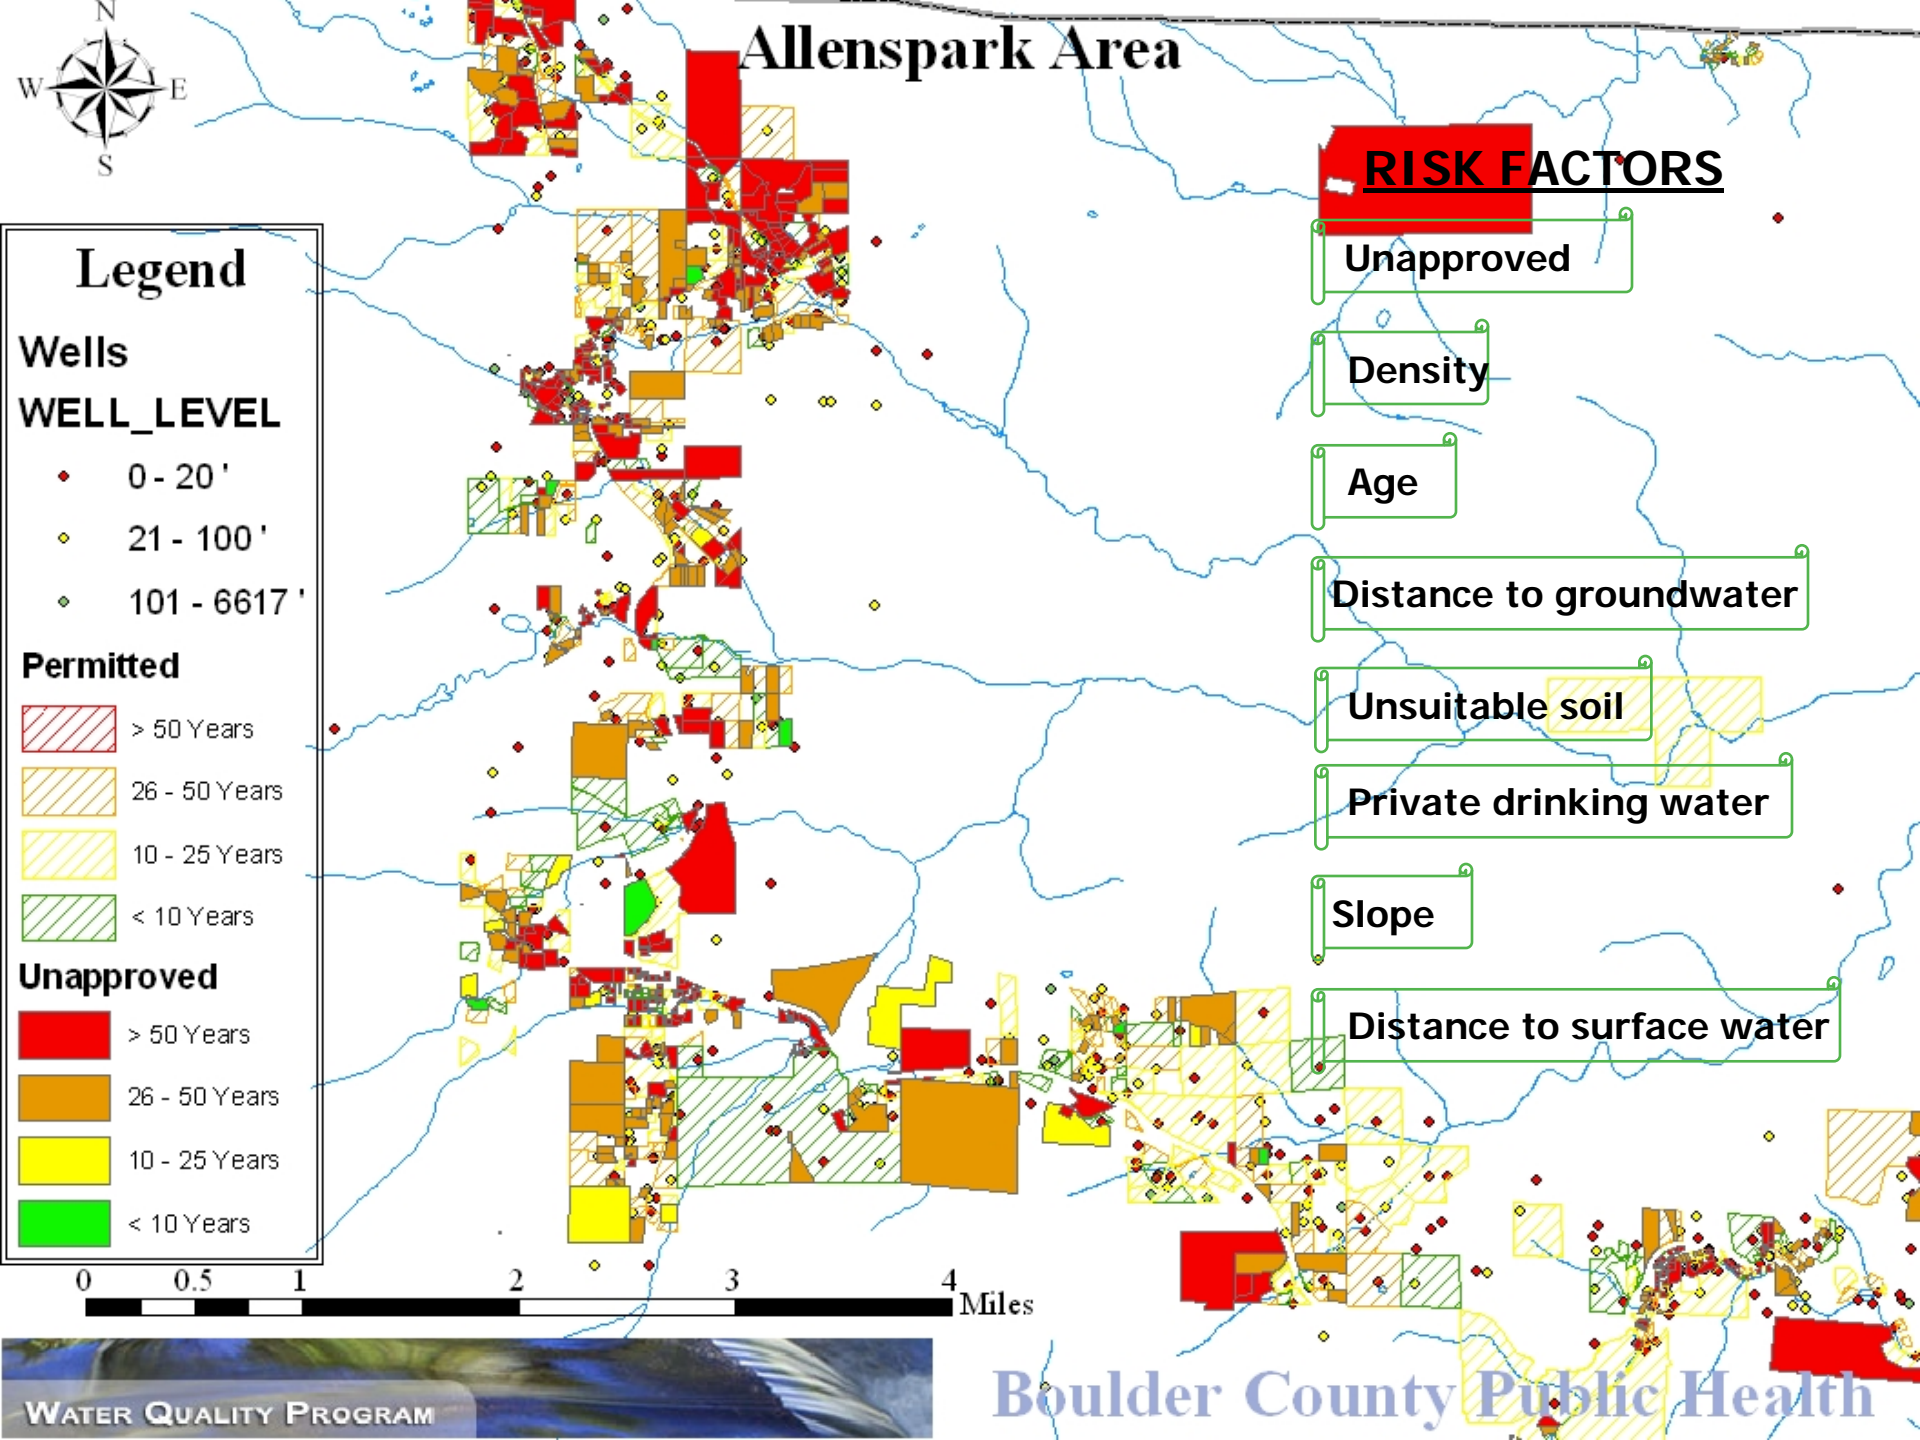 N
W E
S
Allenspark Area
Legend
Wells
WELL_LEVEL
0 - 20 '
21 - 100 '
101 - 6617 '
Permitted
> 50 Years
26 - 50 Years
10 - 25 Years
< 10 Years
Unapproved
> 50 Years
26 - 50 Years
10 - 25 Years
< 10 Years
0 0.5 1 2 3 4
Miles
RISK FACTORS
Unapproved
Density
Age
Distance to groundwater
Unsuitable soil
Private drinking water
Slope
Distance to surface water
WATER QUALITY PROGRAM
Boulder County Public Health